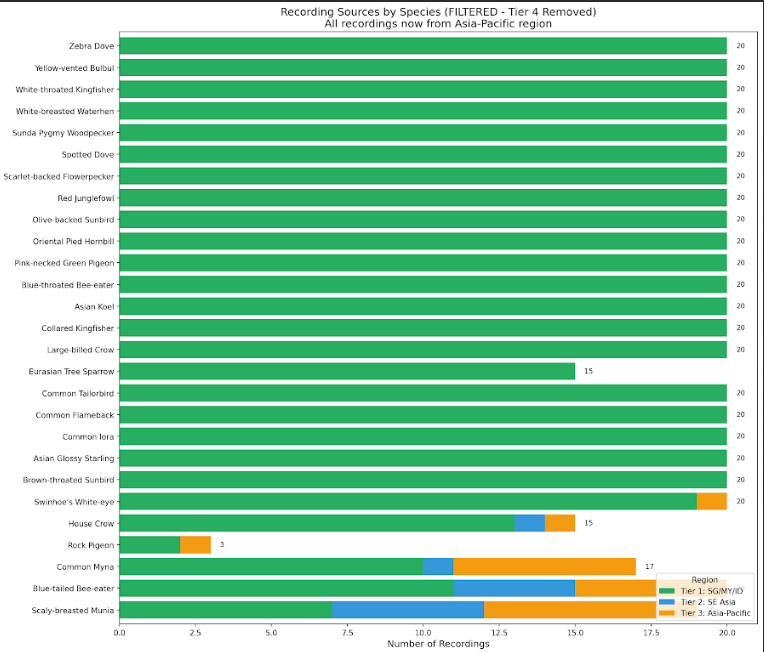 Recording Sources by Species (FILTERED - Tier 4 Removed)
All recordings now from Asia-Pacific region
Zebra Dove 20
Yellow-vented Bulbul 20
White-throated Kingfisher 20
White-breasted Waterhen 20
Sunda Pygmy Woodpecker 20
Spotted Dove 20
Scarlet-backed Flowerpecker 20
Red Junglefowl 20
Olive-backed Sunbird 20
Oriental Pied Hornbill 20
Pink-necked Green Pigeon 20
Blue-throated Bee-eater 20
Asian Koel 20
Collared Kingfisher 20
Large-billed Crow 20
Eurasian Tree Sparrow 15
Common Tailorbird 20
Common Flameback 20
Common Iora 20
Asian Glossy Starling 20
Brown-throated Sunbird 20
Swinhoe's White-eye 20
House Crow 15
Rock Pigeon 3
Common Myna 17
Blue-tailed Bee-eater
Scaly-breasted Munia
Region
Tier 1: SG/MY/ID
Tier 2: SE Asia
Tier 3: Asia-Pacific
0.0 2.5 5.0 7.5 10.0 12.5 15.0 17.5 20.0
Number of Recordings